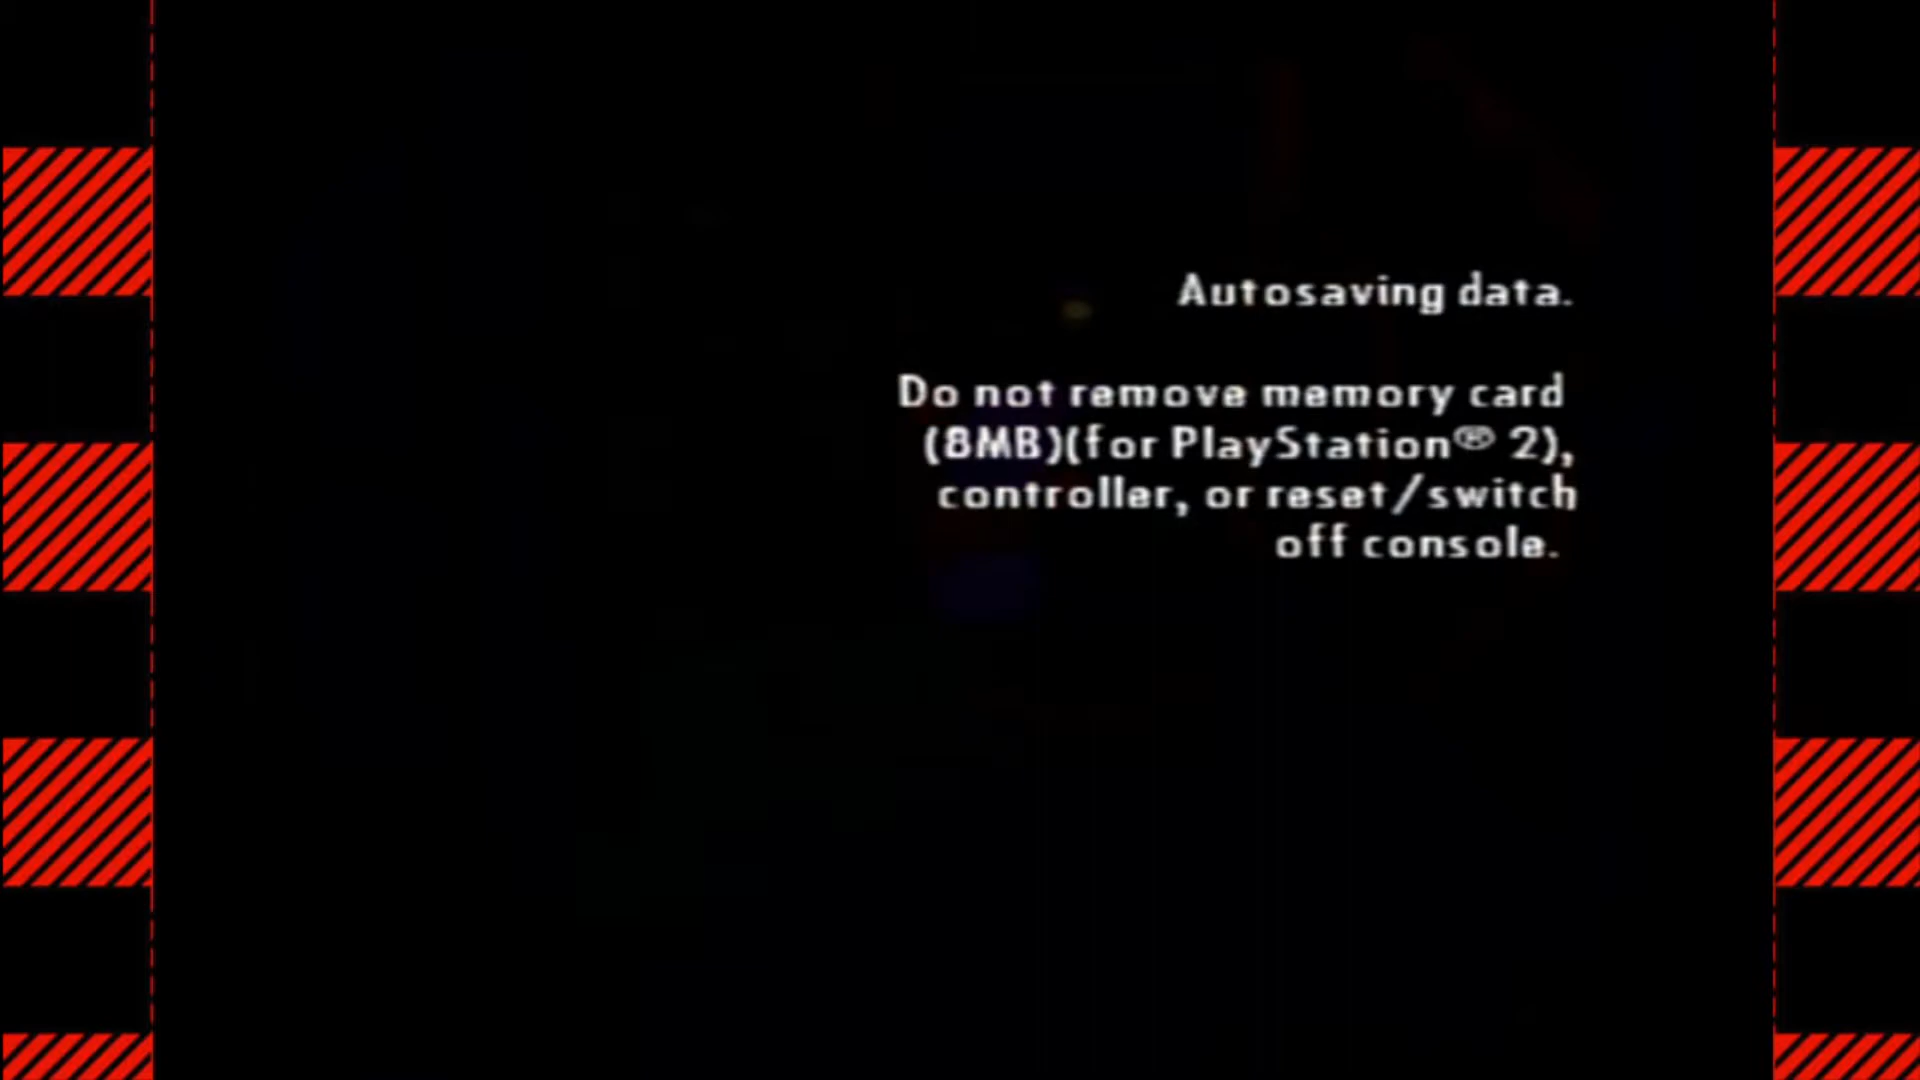 Autosaving data.
Do not remove memory card
(8MB)(for PlayStation® 2),
controller, or reset/switch
off console.